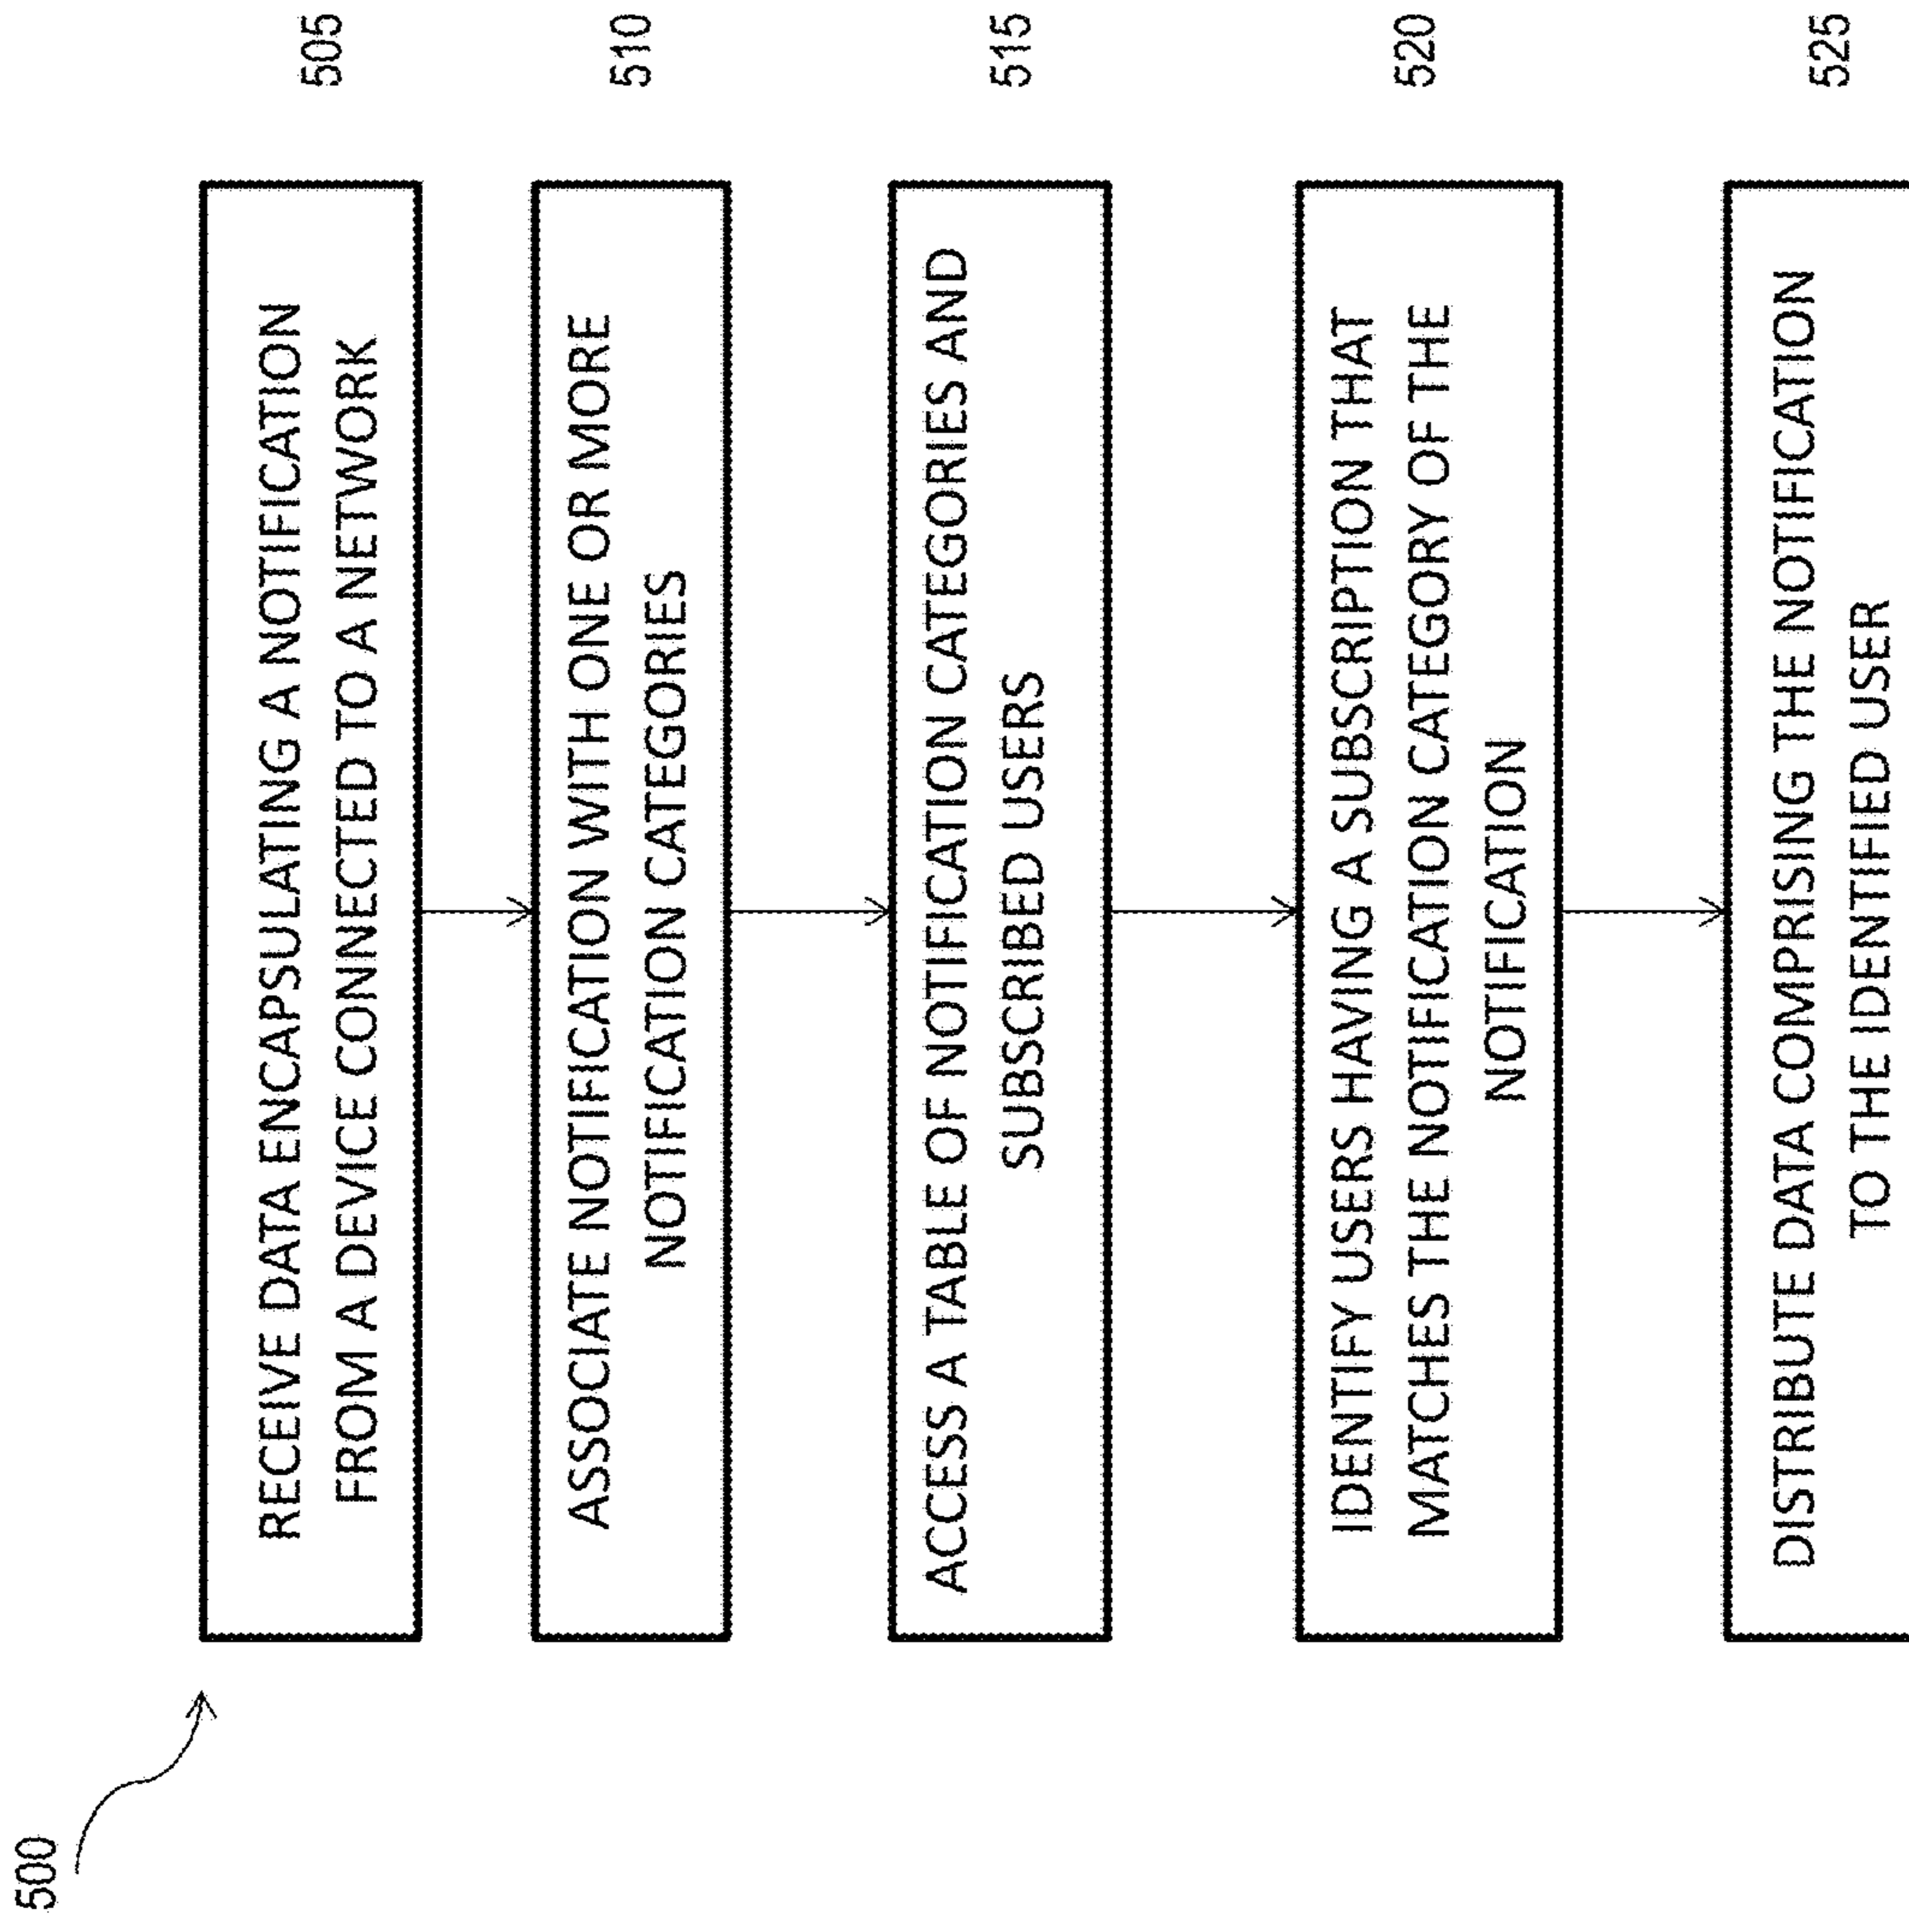 500
RECEIVE DATA ENCAPSULATING A NOTIFICATION
FROM A DEVICE CONNECTED TO A NETWORK
505
ASSOCIATE NOTIFICATION WITH ONE OR MORE
NOTIFICATION CATEGORIES
510
ACCESS A TABLE OF NOTIFICATION CATEGORIES AND
SUBSCRIBED USERS
515
IDENTIFY USERS HAVING A SUBSCRIPTION THAT
MATCHES THE NOTIFICATION CATEGORY OF THE
NOTIFICATION
520
DISTRIBUTE DATA COMPRISING THE NOTIFICATION
TO THE IDENTIFIED USER
525